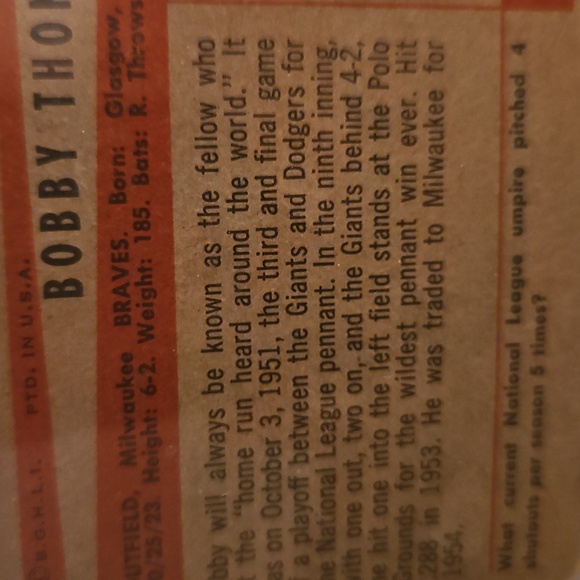 B.G.H.L.I. PTD. IN U.S.A.
BOBBY THO
UTFIELD, Milwaukee BRAVES. Born: Glasgow,
/25/23. Height: 6-2. Weight: 185. Bats: R. Throws
bby will always be known as the fellow who
t the "home run heard around the world." It
as on October 3, 1951, the third and final game
a playoff between the Giants and Dodgers for
he National League pennant. In the ninth inning,
ith one out, two on, and the Giants behind 4-2,
e hit one into the left field stands at the Polo
rounds for the wildest pennant win ever. Hit
288 in 1953. He was traded to Milwaukee for
1954.
What current National League umpire pitched 4
shutouts per season 5 times?